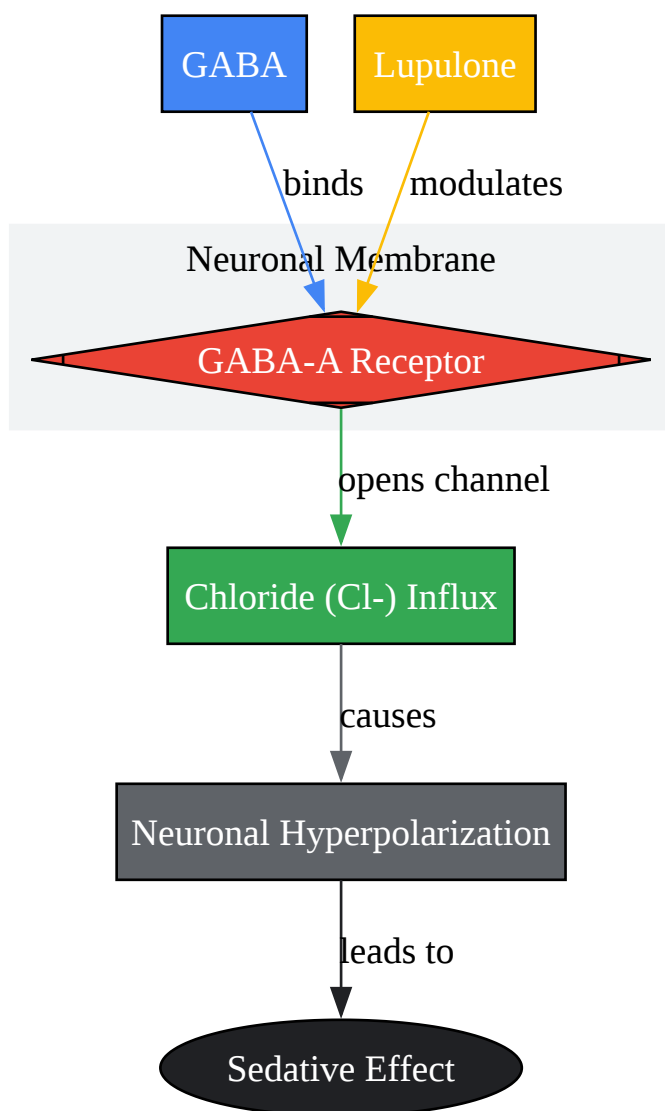 GABA
Lupulone
binds
modulates
Neuronal Membrane
GABA-A Receptor
opens channel
Chloride (Cl-) Influx
causes
Neuronal Hyperpolarization
leads to
Sedative Effect